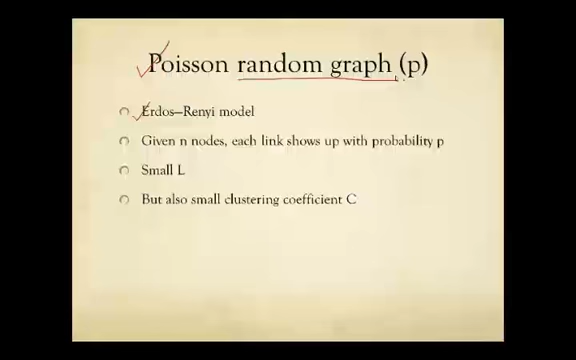 Poisson random graph (p)
Erdos–Renyi model
Given n nodes, each link shows up with probability p
Small L
But also small clustering coefficient C